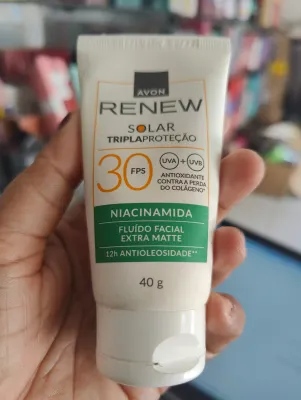 AVON
RENEW
SOLAR
TRIPLAPROTEÇÃO
30 FPS
UVA + UVB
ANTIOXIDANTE
CONTRA A PERDA
DO COLÁGENO*
NIACINAMIDA
FLUÍDO FACIAL
EXTRA MATTE
12h ANTIOLEOSIDADE**
40 g